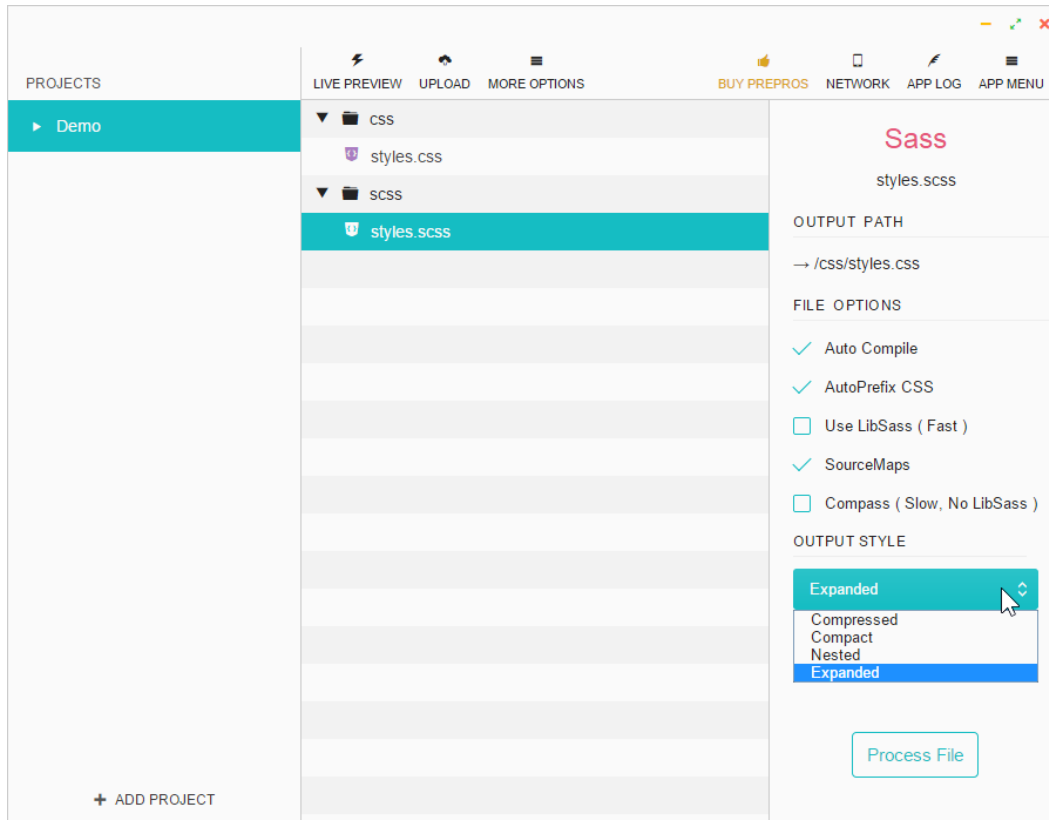 PROJECTS
LIVE PREVIEW UPLOAD MORE OPTIONS BUY PREPROS NETWORK APP LOG APP MENU
Demo
css
styles.css
scss
styles.scss
Sass
styles.scss
OUTPUT PATH
→ /css/styles.css
FILE OPTIONS
Auto Compile
AutoPrefix CSS
Use LibSass ( Fast )
SourceMaps
Compass ( Slow, No LibSass )
OUTPUT STYLE
Expanded
Compressed
Compact
Nested
Expanded
Process File
+ ADD PROJECT